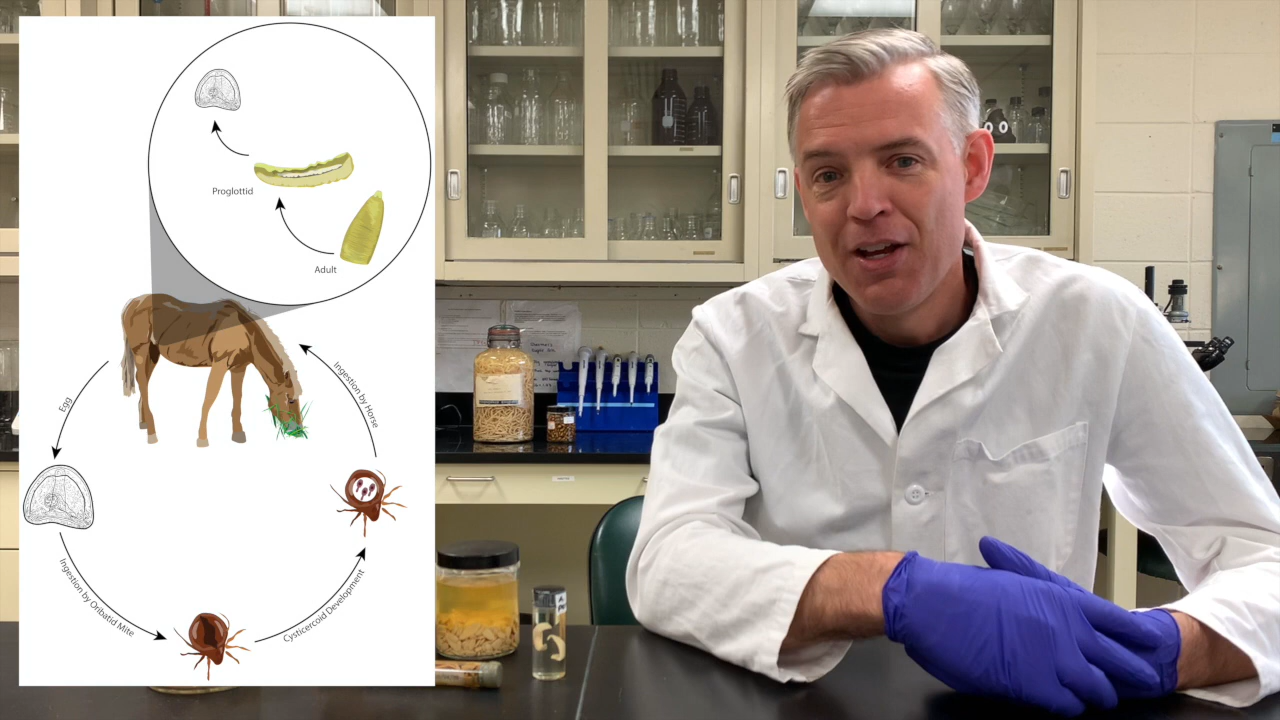 Proglottid
Adult
Egg
Ingestion by Horse
Ingestion by Oribatid Mite
Cysticercoid Development